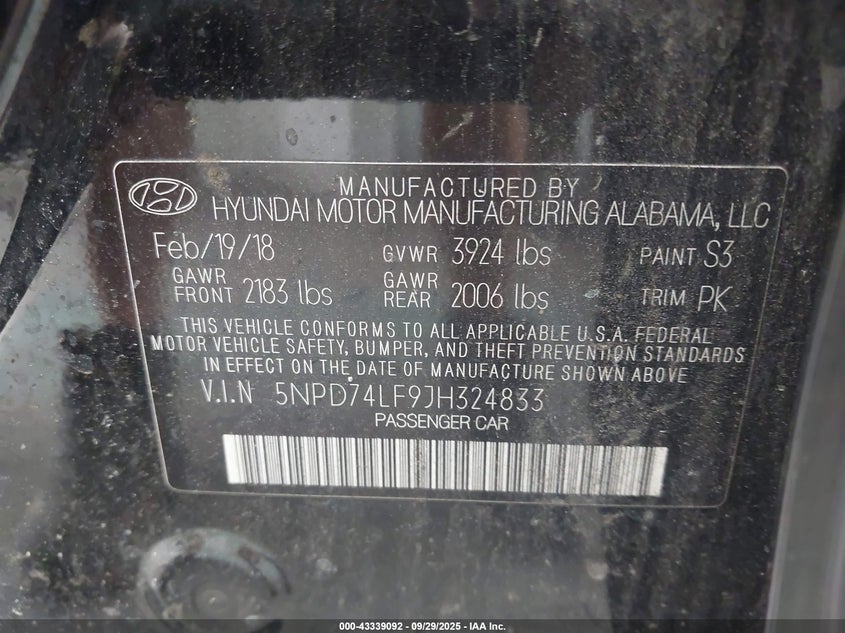 MANUFACTURED BY
HYUNDAI MOTOR MANUFACTURING ALABAMA, LLC
Feb/19/18 GVWR 3924 lbs PAINT S3
GAWR FRONT 2183 lbs GAWR REAR 2006 lbs TRIM PK
THIS VEHICLE CONFORMS TO ALL APPLICABLE U.S.A. FEDERAL
MOTOR VEHICLE SAFETY, BUMPER, AND THEFT PREVENTION STANDARDS
IN EFFECT ON THE DATE OF MANUFACTURE SHOWN ABOVE
V.I.N 5NPD74LF9JH324833
PASSENGER CAR
000-43339092 - 09/29/2025 - IAA Inc.